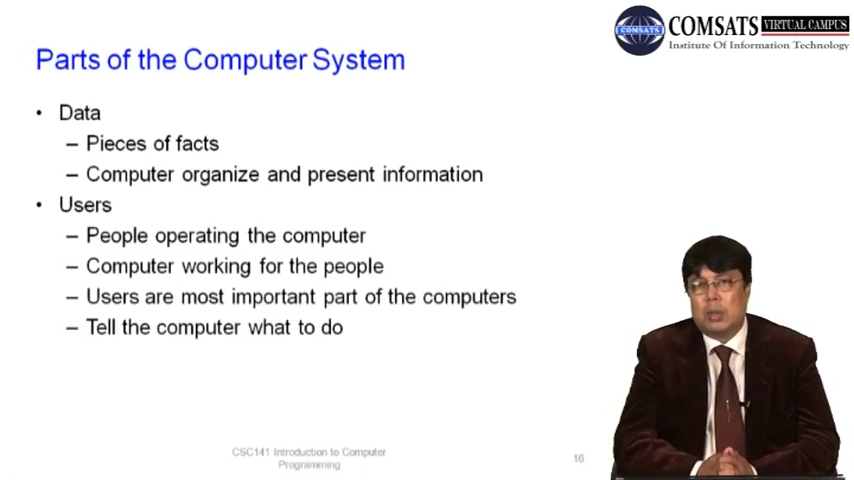 COMSATS
COMSATS VIRTUAL CAMPUS
Institute Of Information Technology
Parts of the Computer System
• Data
– Pieces of facts
– Computer organize and present information
• Users
– People operating the computer
– Computer working for the people
– Users are most important part of the computers
– Tell the computer what to do
CSC141 Introduction to Computer
Programming
16